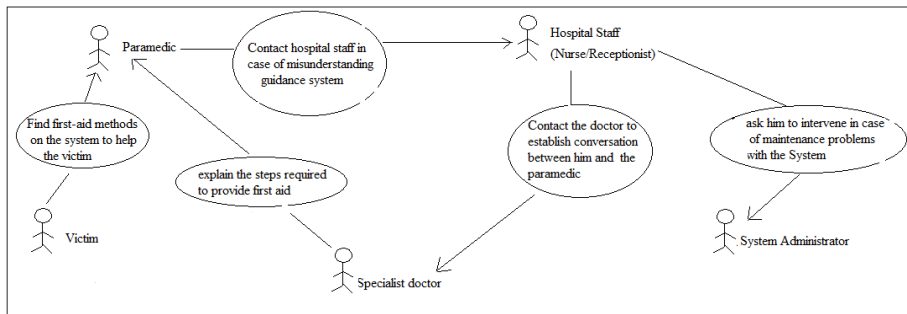 Paramedic
Contact hospital staff in
case of misunderstanding
guidance system
Hospital Staff
(Nurse/Receptionist)
Find first-aid methods
on the system to help
the victim
explain the steps required
to provide first aid
Contact the doctor to
establish conversation
between him and the
paramedic
ask him to intervene in case
of maintenance problems
with the System
Victim
Specialist doctor
System Administrator